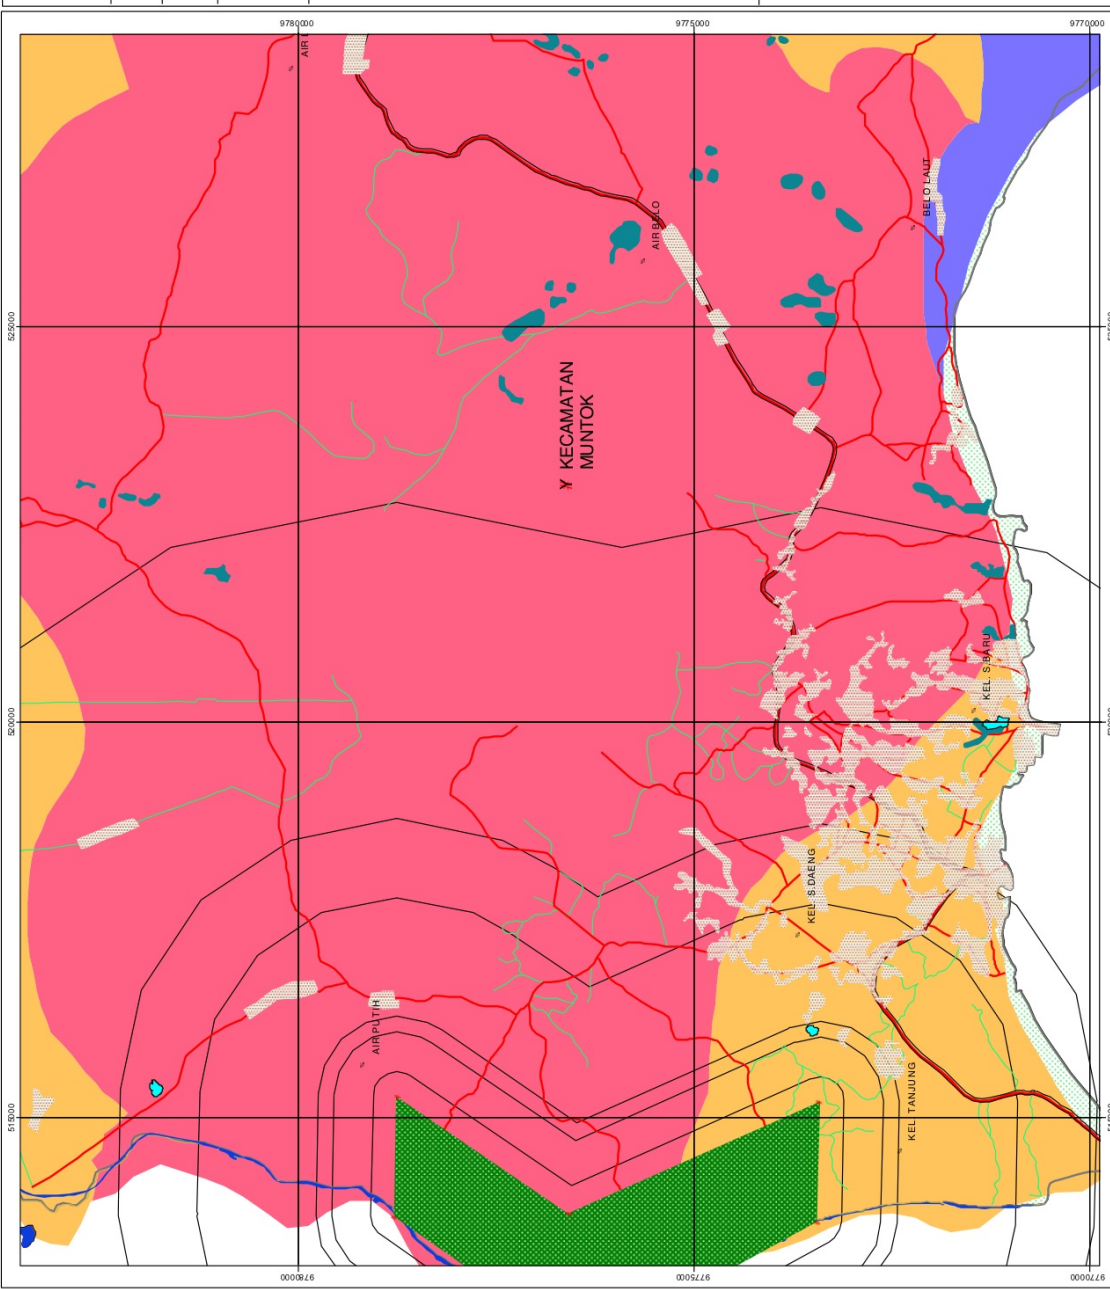 9780000
9775000
9770000
AIR
BELO LAUT
AIR BELO
525000
KECAMATAN
MUNTOK
KEL. S.BARU
520000
KEL. S.DAENG
AIR PUTIH
KEL. TANJUNG
515000
515000
9780000
9775000
9770000